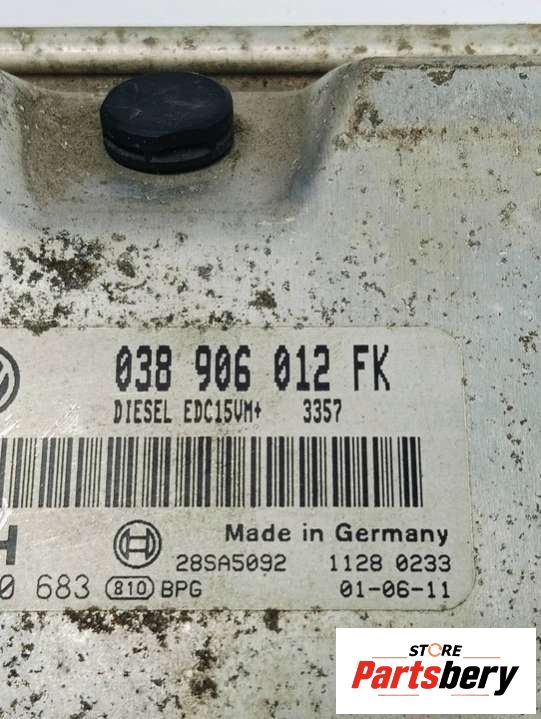 038 906 012 FK
DIESEL EDC15VM+ 3357
H
Made in Germany
28SA5092 1128 0233
0 683 810 BPG 01-06-11
STORE
Partsbery